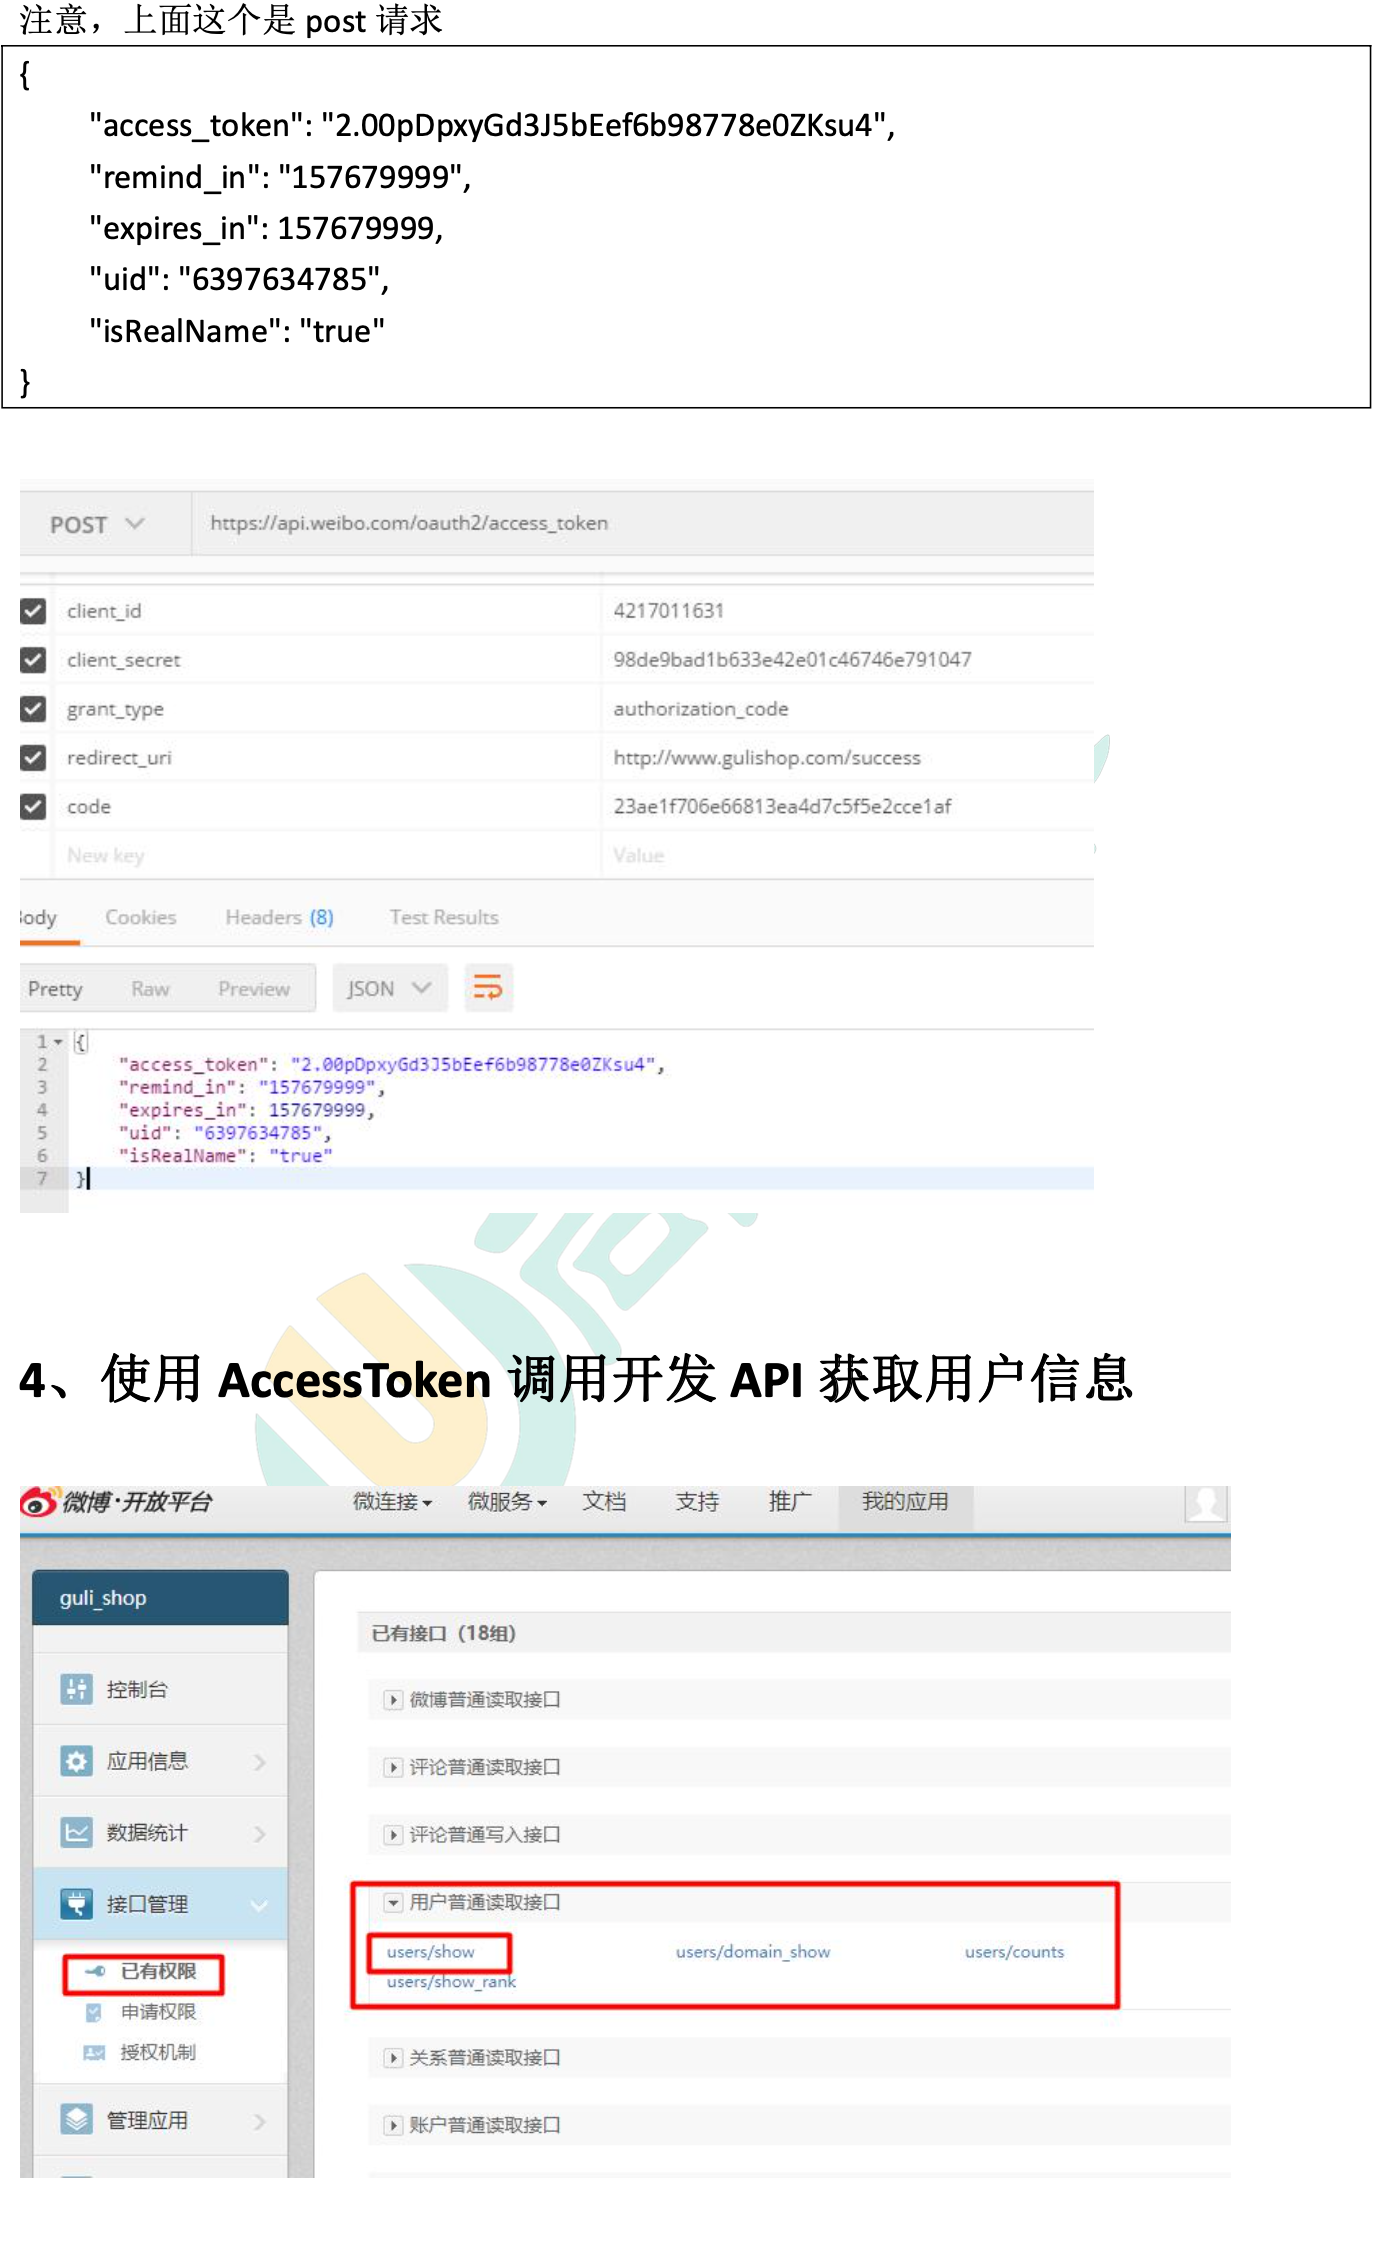 注意，上面这个是 post 请求
{
"access_token": "2.00pDpxyGd3J5bEef6b98778e0ZKsu4",
"remind_in": "157679999",
"expires_in": 157679999,
"uid": "6397634785",
"isRealName": "true"
}
POST https://api.weibo.com/oauth2/access_token
client_id 4217011631
client_secret 98de9bad1b633e42e01c46746e791047
grant_type authorization_code
redirect_uri http://www.gulishop.com/success
code 23ae1f706e66813ea4d7c5f5e2cce1af
New key Value
Body Cookies Headers (8) Test Results
Pretty Raw Preview JSON
1 {
2 "access_token": "2.00pDpxyGd3J5bEef6b98778e0ZKsu4",
3 "remind_in": "157679999",
4 "expires_in": 157679999,
5 "uid": "6397634785",
6 "isRealName": "true"
7 }
4、使用 AccessToken 调用开发 API 获取用户信息
微博·开放平台 微连接 微服务 文档 支持 推广 我的应用
guli_shop
已有接口（18组）
控制台
微博普通读取接口
应用信息
评论普通读取接口
数据统计
评论普通写入接口
接口管理
用户普通读取接口
users/show users/domain_show users/counts
users/show_rank
已有权限
申请权限
授权机制
关系普通读取接口
管理应用
账户普通读取接口